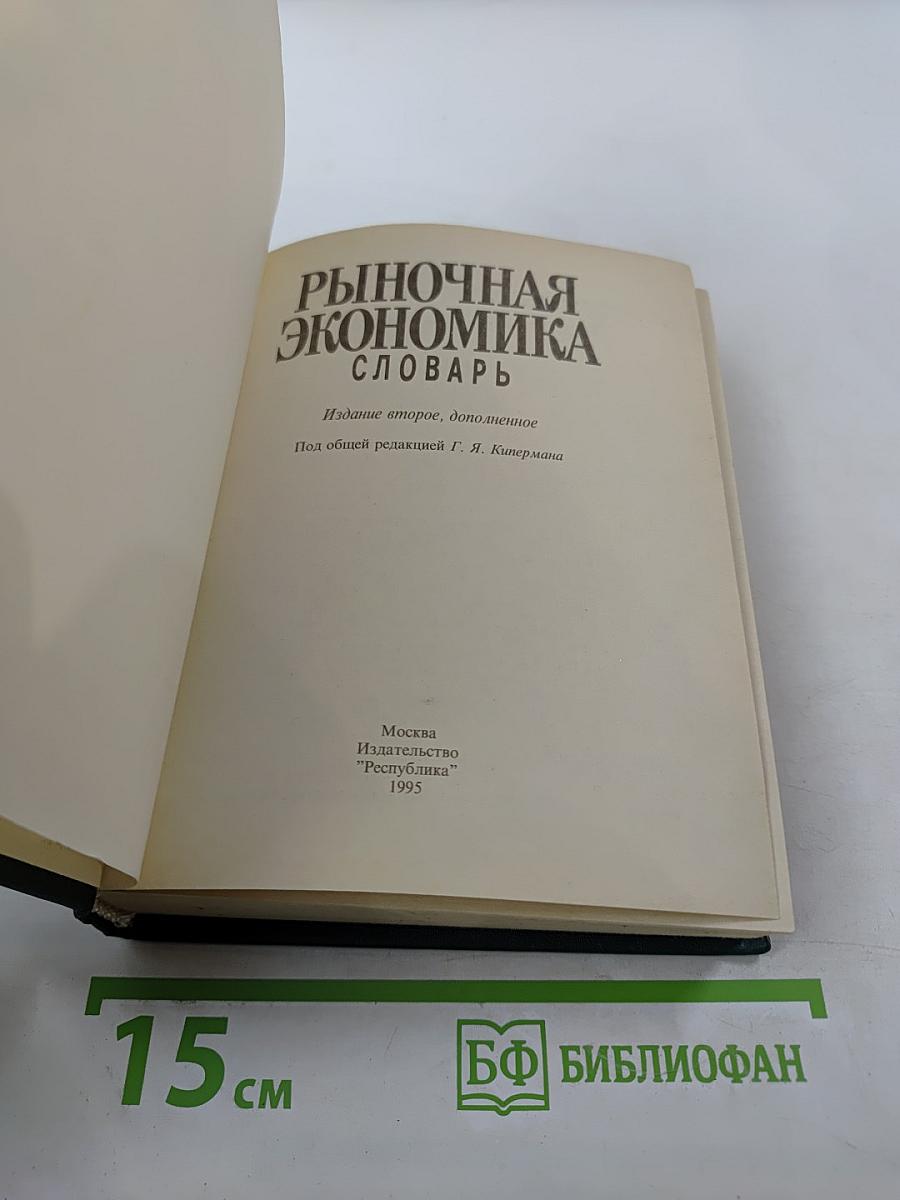 РЫНОЧНАЯ
ЭКОНОМИКА
СЛОВАРЬ
Издание второе, дополненное
Под общей редакцией Г. Я. Кипермана
Москва
Издательство
"Республика"
1995
15 см
БФ БИБЛИОФАН